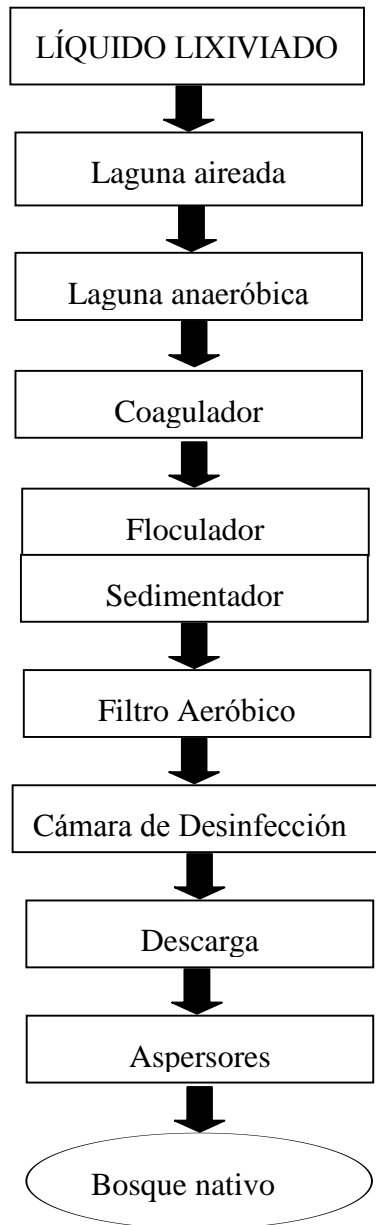 LÍQUIDO LIXIVIADO
Laguna aireada
Laguna anaeróbica
Coagulador
Floculador
Sedimentador
Filtro Aeróbico
Cámara de Desinfección
Descarga
Aspersores
Bosque nativo